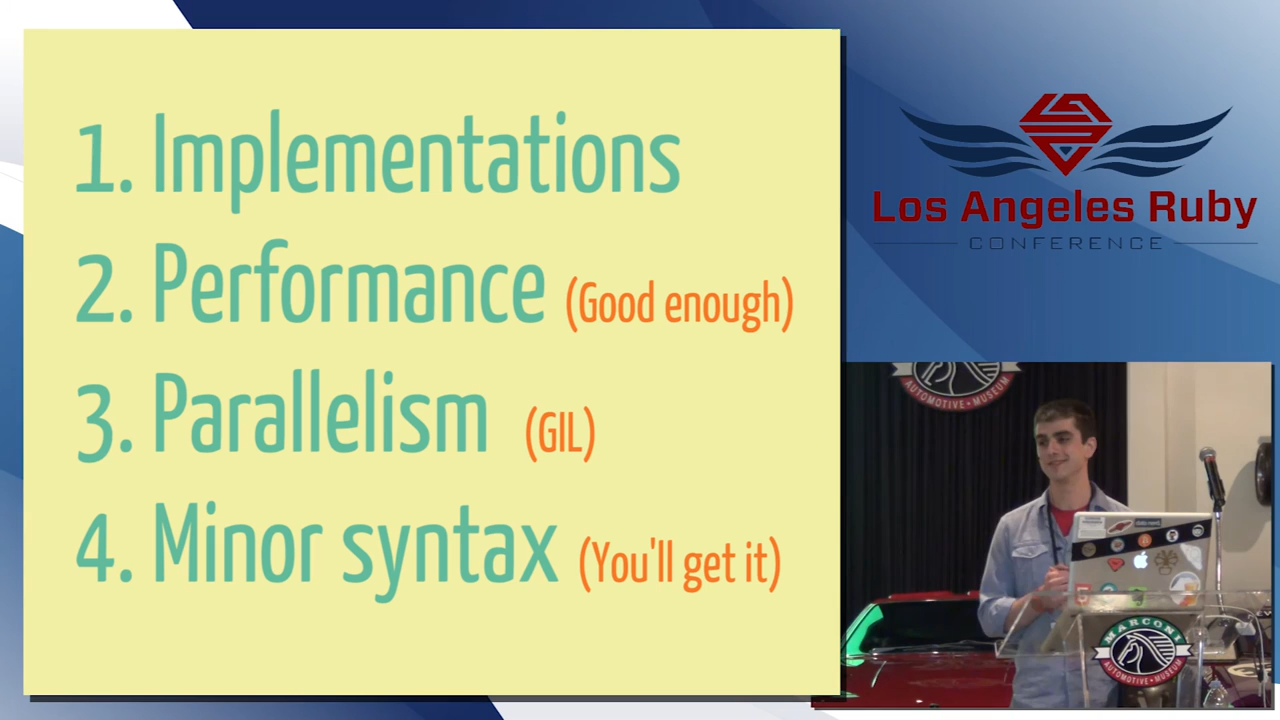 1. Implementations
2. Performance (Good enough)
3. Parallelism (GIL)
4. Minor syntax (You'll get it)
Los Angeles Ruby
CONFERENCE
AUTOMOTIVE • MUSEUM
MARCONI
AUTOMOTIVE • MUSEUM